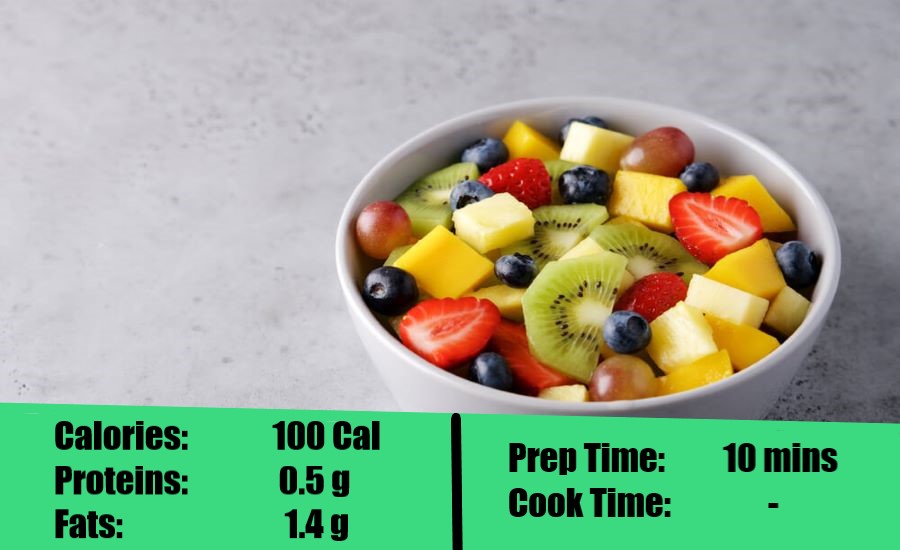 Calories: 100 Cal
Proteins: 0.5 g
Fats: 1.4 g
Prep Time: 10 mins
Cook Time: -